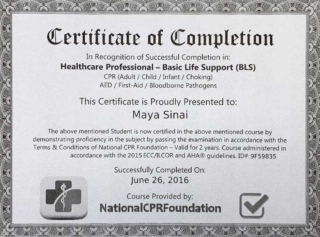 Certificate of Completion
In Recognition of Successful Completion in:
Healthcare Professional – Basic Life Support (BLS)
CPR (Adult / Child / Infant / Choking)
AED / First-Aid / Bloodborne Pathogens
This Certificate is Proudly Presented to:
Maya Sinai
The above mentioned Student is now certified in the above mentioned course by
demonstrating proficiency in the subject by passing the examination in accordance with the
Terms & Conditions of National CPR Foundation – Valid for 2 years. Course administered in
accordance with the 2015 ECC/ILCOR and AHA® guidelines. ID#: 9F59835
Successfully Completed On:
June 26, 2016
Course Provided by:
NationalCPRFoundation